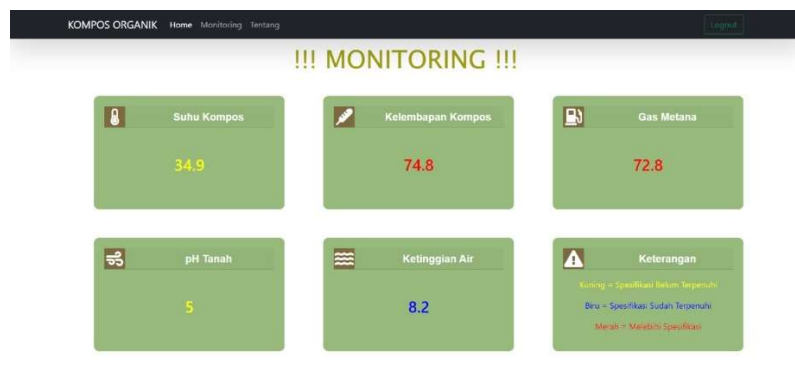 KOMPOS ORGANIK Home Monitoring Tentang Logout
!!! MONITORING !!!
Suhu Kompos
34.9
Kelembapan Kompos
74.8
Gas Metana
72.8
pH Tanah
5
Ketinggian Air
8.2
Keterangan
Kuning = Spesifikasi Belum Terpenuhi
Biru = Spesifikasi Sudah Terpenuhi
Merah = Melebihi Spesifikasi